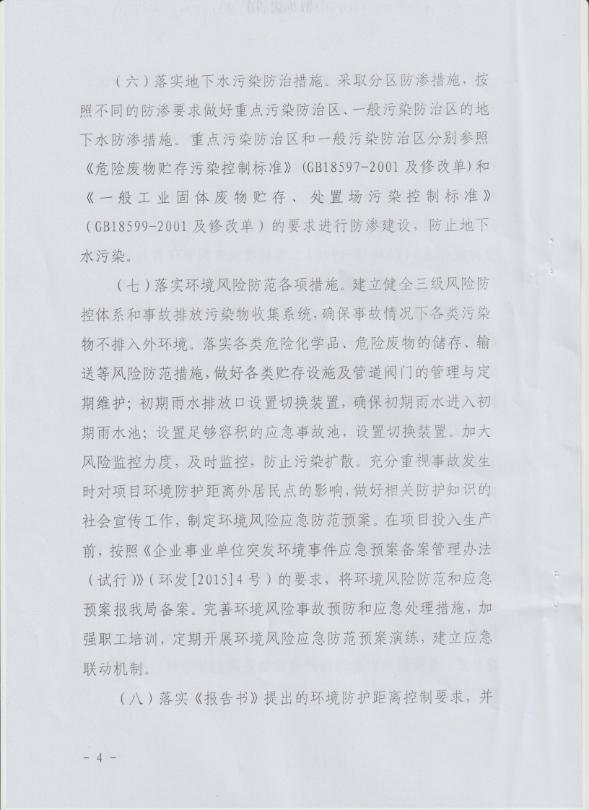 （六）落实地下水污染防治措施。采取分区防渗措施，按
照不同的防渗要求做好重点污染防治区、一般污染防治区的地
下水防渗措施。重点污染防治区和一般污染防治区分别参照
《危险废物贮存污染控制标准》(GB18597-2001及修改单)和
《一般工业固体废物贮存、处置场污染控制标准》
(GB18599-2001及修改单)的要求进行防渗建设，防止地下
水污染。
（七）落实环境风险防范各项措施。建立健全三级风险防
控体系和事故排放污染物收集系统，确保事故情况下各类污染
物不排入外环境。落实各类危险化学品、危险废物的储存、输
送等风险防范措施，做好各类贮存设施及管道阀门的管理与定
期维护；初期雨水排放口设置切换装置，确保初期雨水进入初
期雨水池；设置足够容积的应急事故池，设置切换装置。加大
风险监控力度，及时监控，防止污染扩散。充分重视事故发生
时对项目环境防护距离外居民点的影响，做好相关防护知识的
社会宣传工作，制定环境风险应急防范预案。在项目投入生产
前，按照《企业事业单位突发环境事件应急预案备案管理办法
（试行）》（环发[2015]4号）的要求，将环境风险防范和应急
预案报我局备案。完善环境风险事故预防和应急处理措施，加
强职工培训，定期开展环境风险应急防范预案演练，建立应急
联动机制。
（八）落实《报告书》提出的环境防护距离控制要求，并
- 4 -